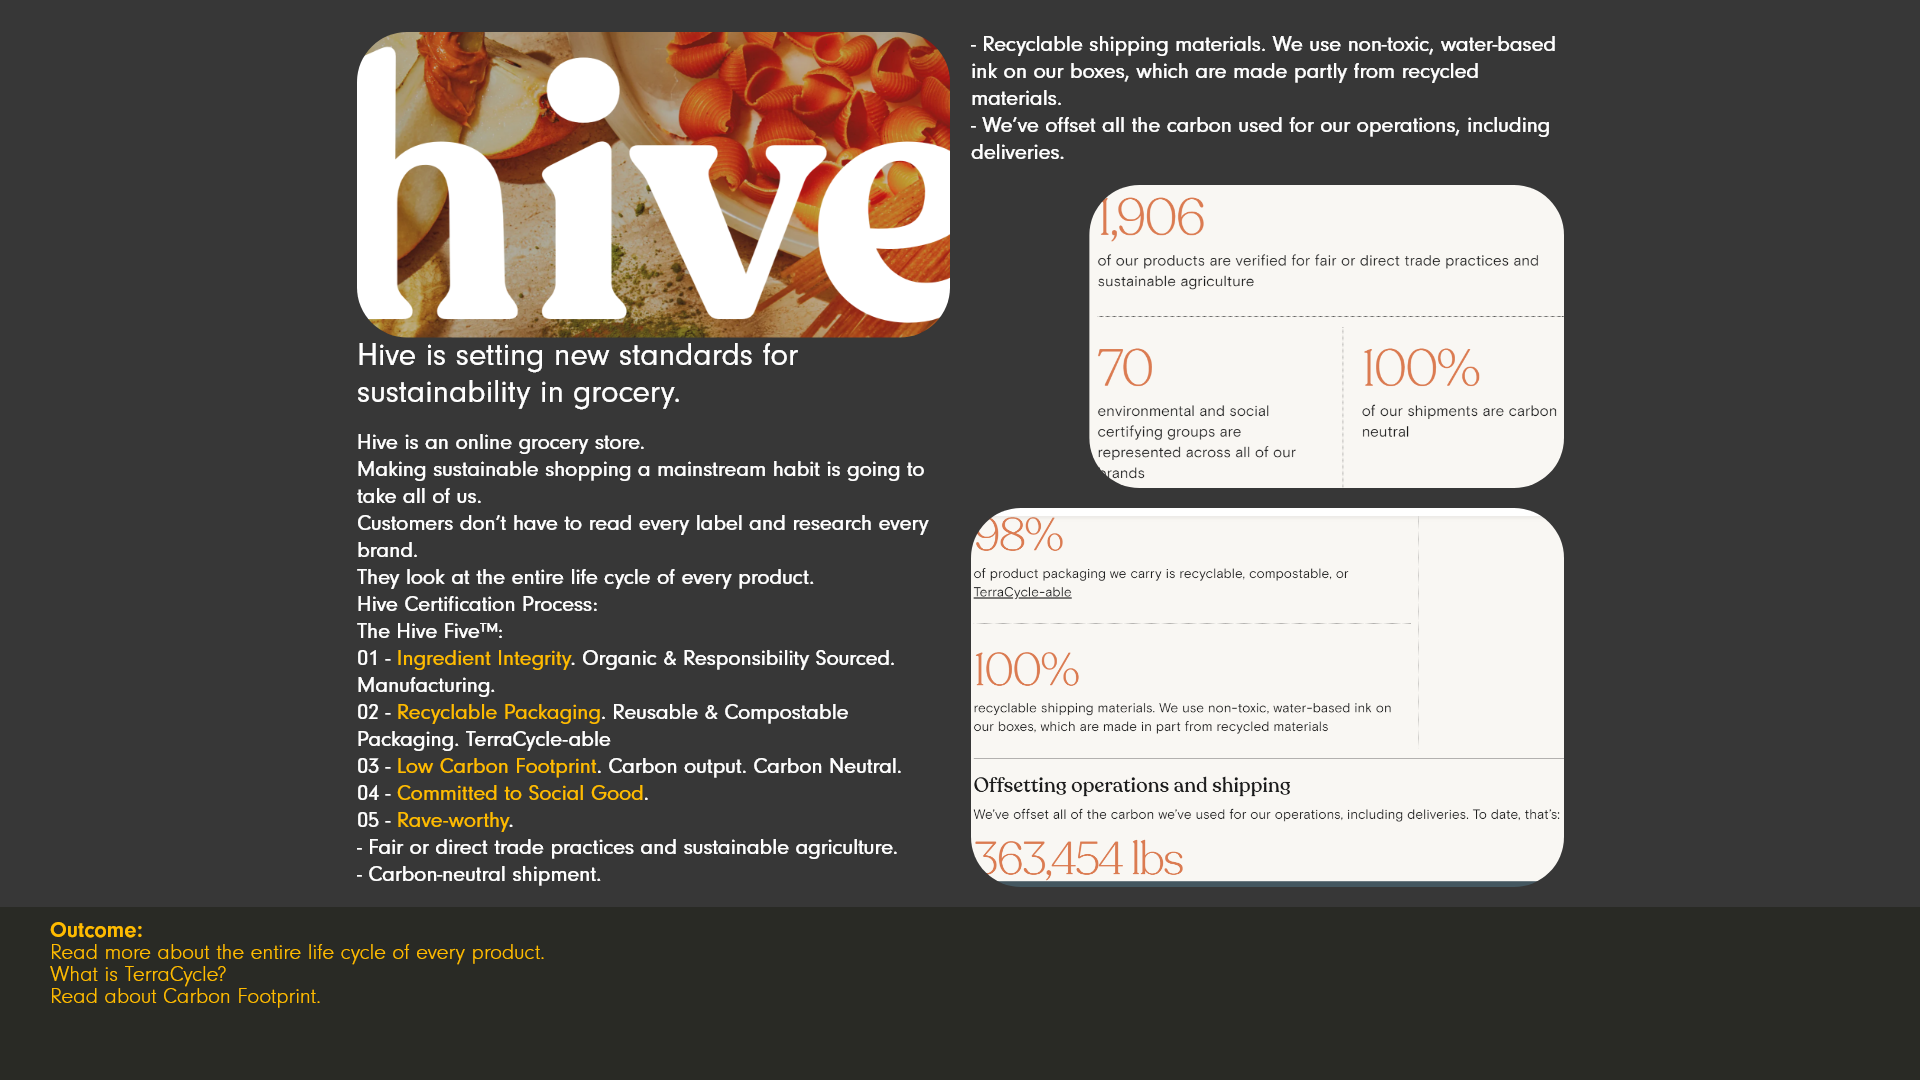 hive
Hive is setting new standards for
sustainability in grocery.
Hive is an online grocery store.
Making sustainable shopping a mainstream habit is going to
take all of us.
Customers don’t have to read every label and research every
brand.
They look at the entire life cycle of every product.
Hive Certification Process:
The Hive Five™:
01 - Ingredient Integrity. Organic & Responsibility Sourced.
Manufacturing.
02 - Recyclable Packaging. Reusable & Compostable
Packaging. TerraCycle-able
03 - Low Carbon Footprint. Carbon output. Carbon Neutral.
04 - Committed to Social Good.
05 - Rave-worthy.
- Fair or direct trade practices and sustainable agriculture.
- Carbon-neutral shipment.
- Recyclable shipping materials. We use non-toxic, water-based
ink on our boxes, which are made partly from recycled
materials.
- We’ve offset all the carbon used for our operations, including
deliveries.
1,906
of our products are verified for fair or direct trade practices and
sustainable agriculture
70
environmental and social
certifying groups are
represented across all of our
brands
100%
of our shipments are carbon
neutral
98%
of product packaging we carry is recyclable, compostable, or
TerraCycle-able
100%
recyclable shipping materials. We use non-toxic, water-based ink on
our boxes, which are made in part from recycled materials
Offsetting operations and shipping
We’ve offset all of the carbon we’ve used for our operations, including deliveries. To date, that’s:
363,454 lbs
Outcome:
Read more about the entire life cycle of every product.
What is TerraCycle?
Read about Carbon Footprint.